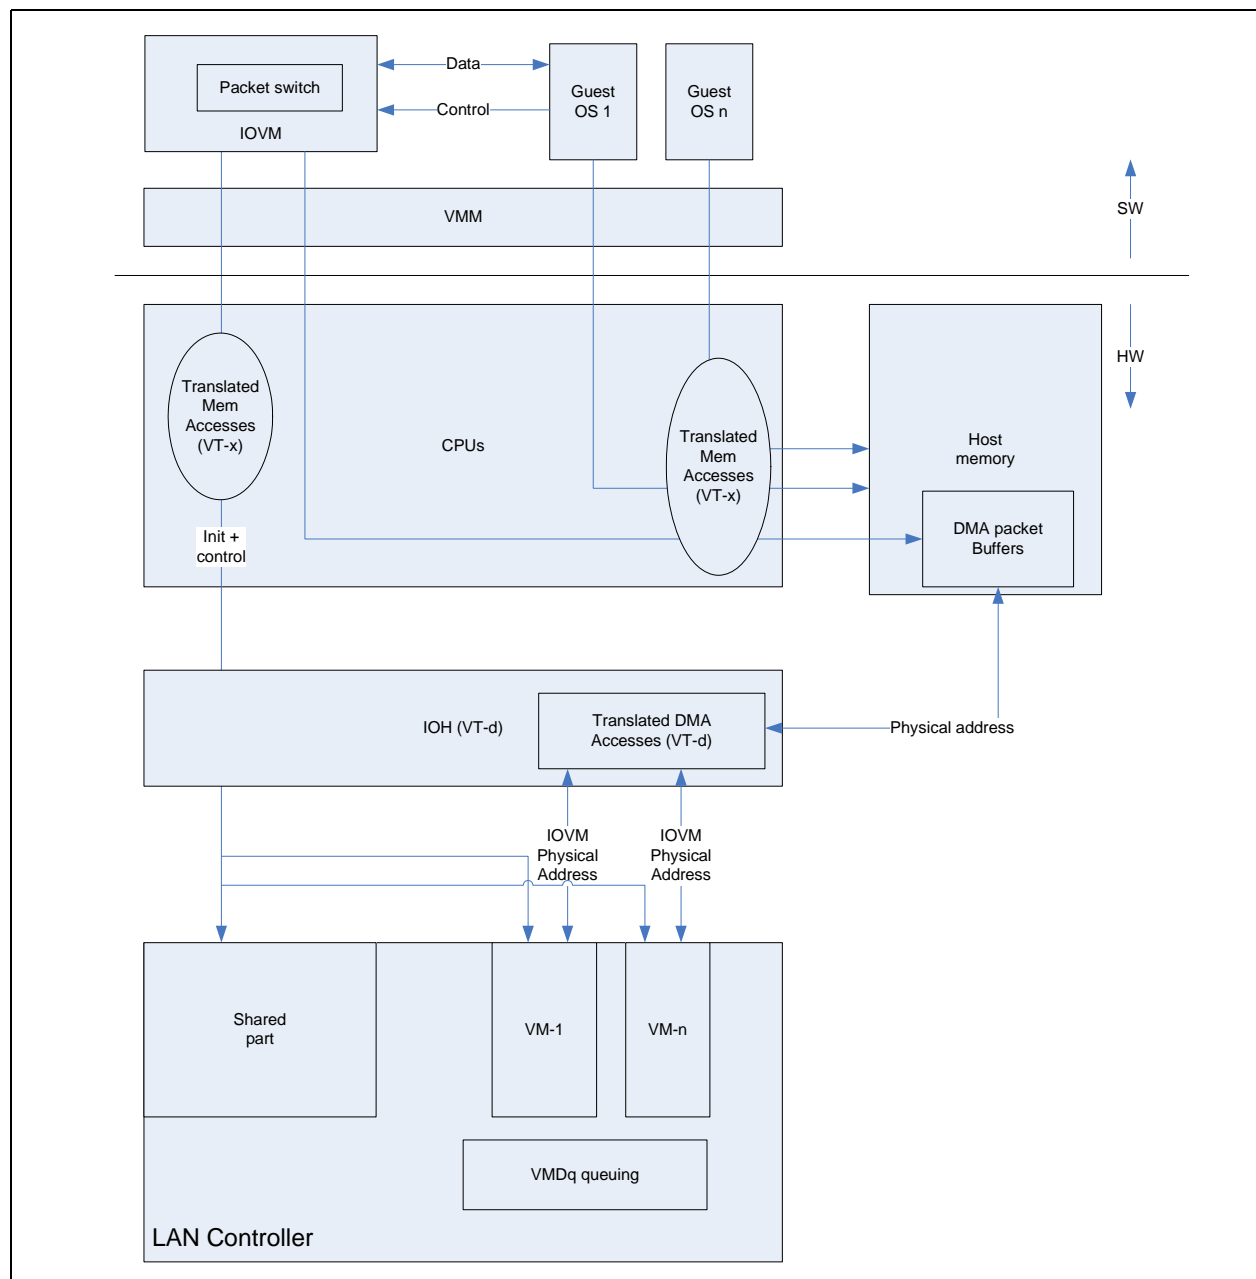 Packet switch
IOVM
Data
Control
Guest
OS 1
Guest
OS n
VMM
SW
HW
Translated
Mem
Accesses
(VT-x)
CPUs
Translated
Mem
Accesses
(VT-x)
Host
memory
Init +
control
DMA packet
Buffers
IOH (VT-d)
Translated DMA
Accesses (VT-d)
Physical address
IOVM
Physical
Address
IOVM
Physical
Address
Shared
part
VM-1
VM-n
VMDq queuing
LAN Controller